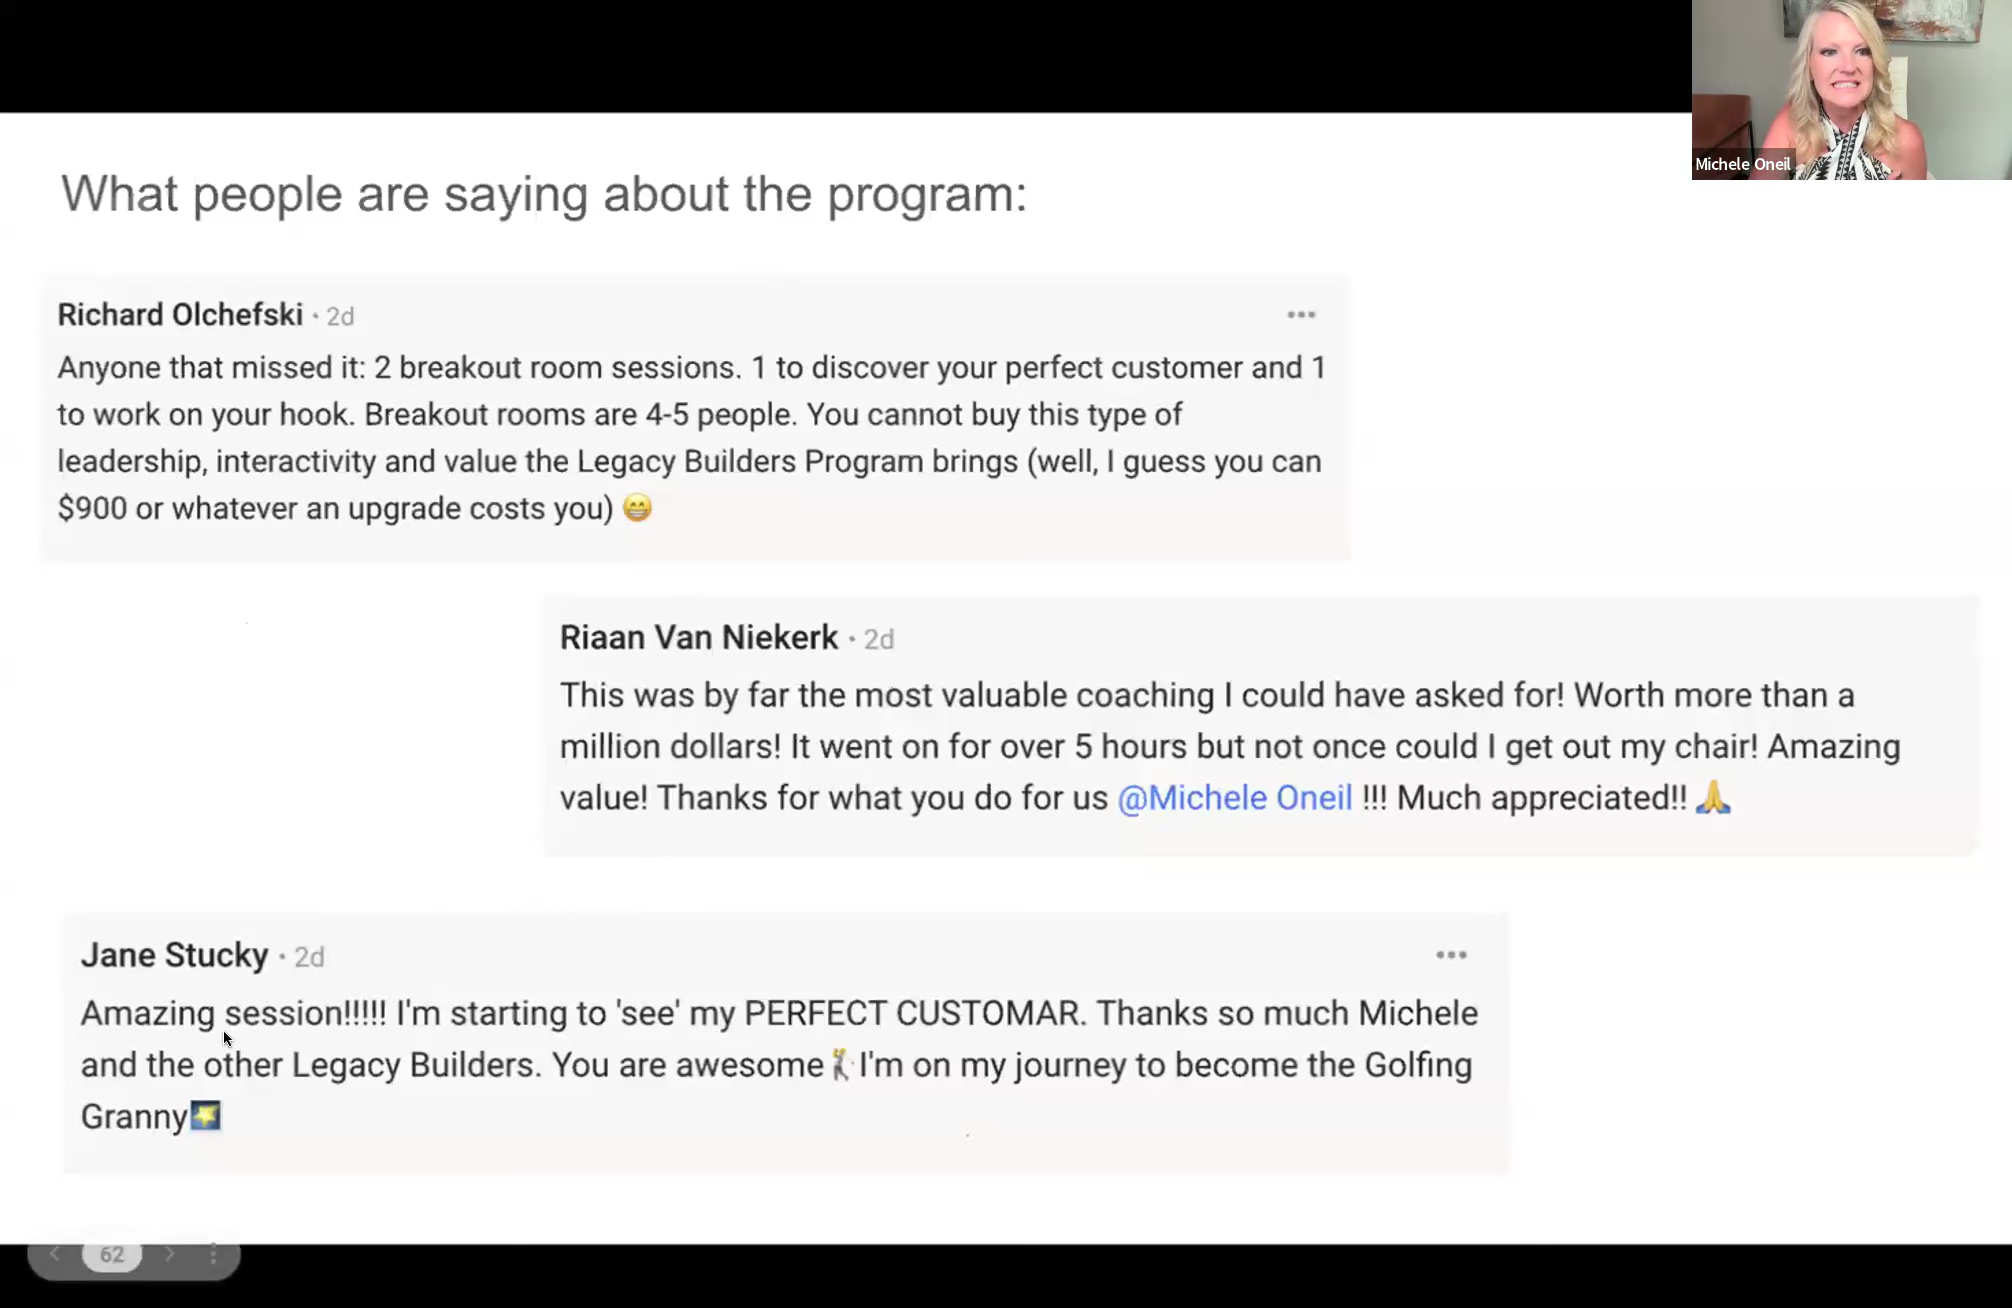 Michele Oneil
What people are saying about the program:
Richard Olchefski • 2d
Anyone that missed it: 2 breakout room sessions. 1 to discover your perfect customer and 1
to work on your hook. Breakout rooms are 4-5 people. You cannot buy this type of
leadership, interactivity and value the Legacy Builders Program brings (well, I guess you can
$900 or whatever an upgrade costs you) 😁
Riaan Van Niekerk • 2d
This was by far the most valuable coaching I could have asked for! Worth more than a
million dollars! It went on for over 5 hours but not once could I get out my chair! Amazing
value! Thanks for what you do for us @Michele Oneil !!! Much appreciated!! 🙏
Jane Stucky • 2d
Amazing session!!!!! I'm starting to 'see' my PERFECT CUSTOMAR. Thanks so much Michele
and the other Legacy Builders. You are awesome I'm on my journey to become the Golfing
Granny
62